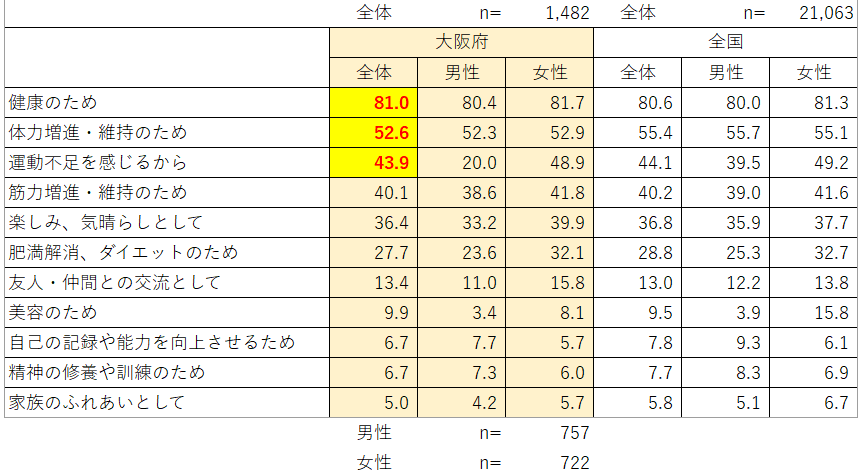 全体 n= 1,482 全体 n= 21,063
大阪府 全国
全体 男性 女性 全体 男性 女性
健康のため 81.0 80.4 81.7 80.6 80.0 81.3
体力増進・維持のため 52.6 52.3 52.9 55.4 55.7 55.1
運動不足を感じるから 43.9 20.0 48.9 44.1 39.5 49.2
筋力増進・維持のため 40.1 38.6 41.8 40.2 39.0 41.6
楽しみ、気晴らしとして 36.4 33.2 39.9 36.8 35.9 37.7
肥満解消、ダイエットのため 27.7 23.6 32.1 28.8 25.3 32.7
友人・仲間との交流として 13.4 11.0 15.8 13.0 12.2 13.8
美容のため 9.9 3.4 8.1 9.5 3.9 15.8
自己の記録や能力を向上させるため 6.7 7.7 5.7 7.8 9.3 6.1
精神の修養や訓練のため 6.7 7.3 6.0 7.7 8.3 6.9
家族のふれあいとして 5.0 4.2 5.7 5.8 5.1 6.7
男性 n= 757
女性 n= 722